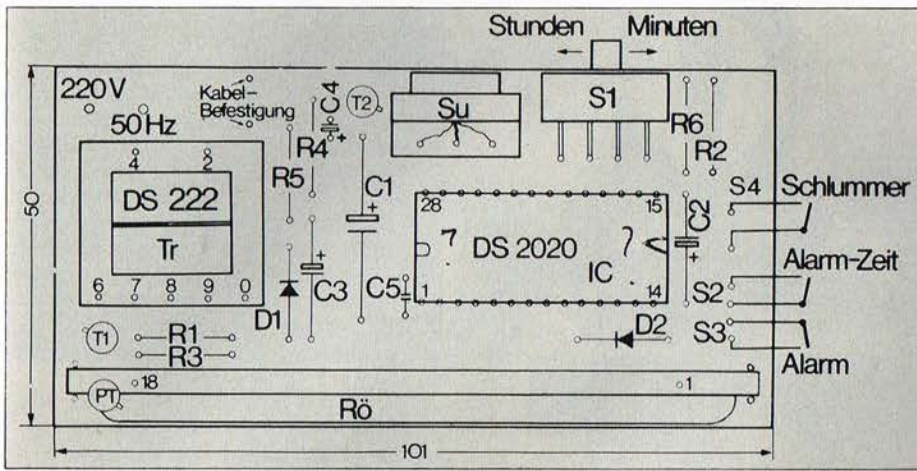 Stunden Minuten
220V
50Hz
Kabel-
Befestigung
C4
T2
Su
S1
R6
R2
R4
R5
C1
4 2
DS 222
Tr
6 7 8 9 0
28 15
DS 2020
IC
1 14
C2
S4
Schlummer
Alarm-Zeit
S2
S3
Alarm
D1
C3
C5
D2
T1
R1
R3
18 1
PT
Rö
50
101